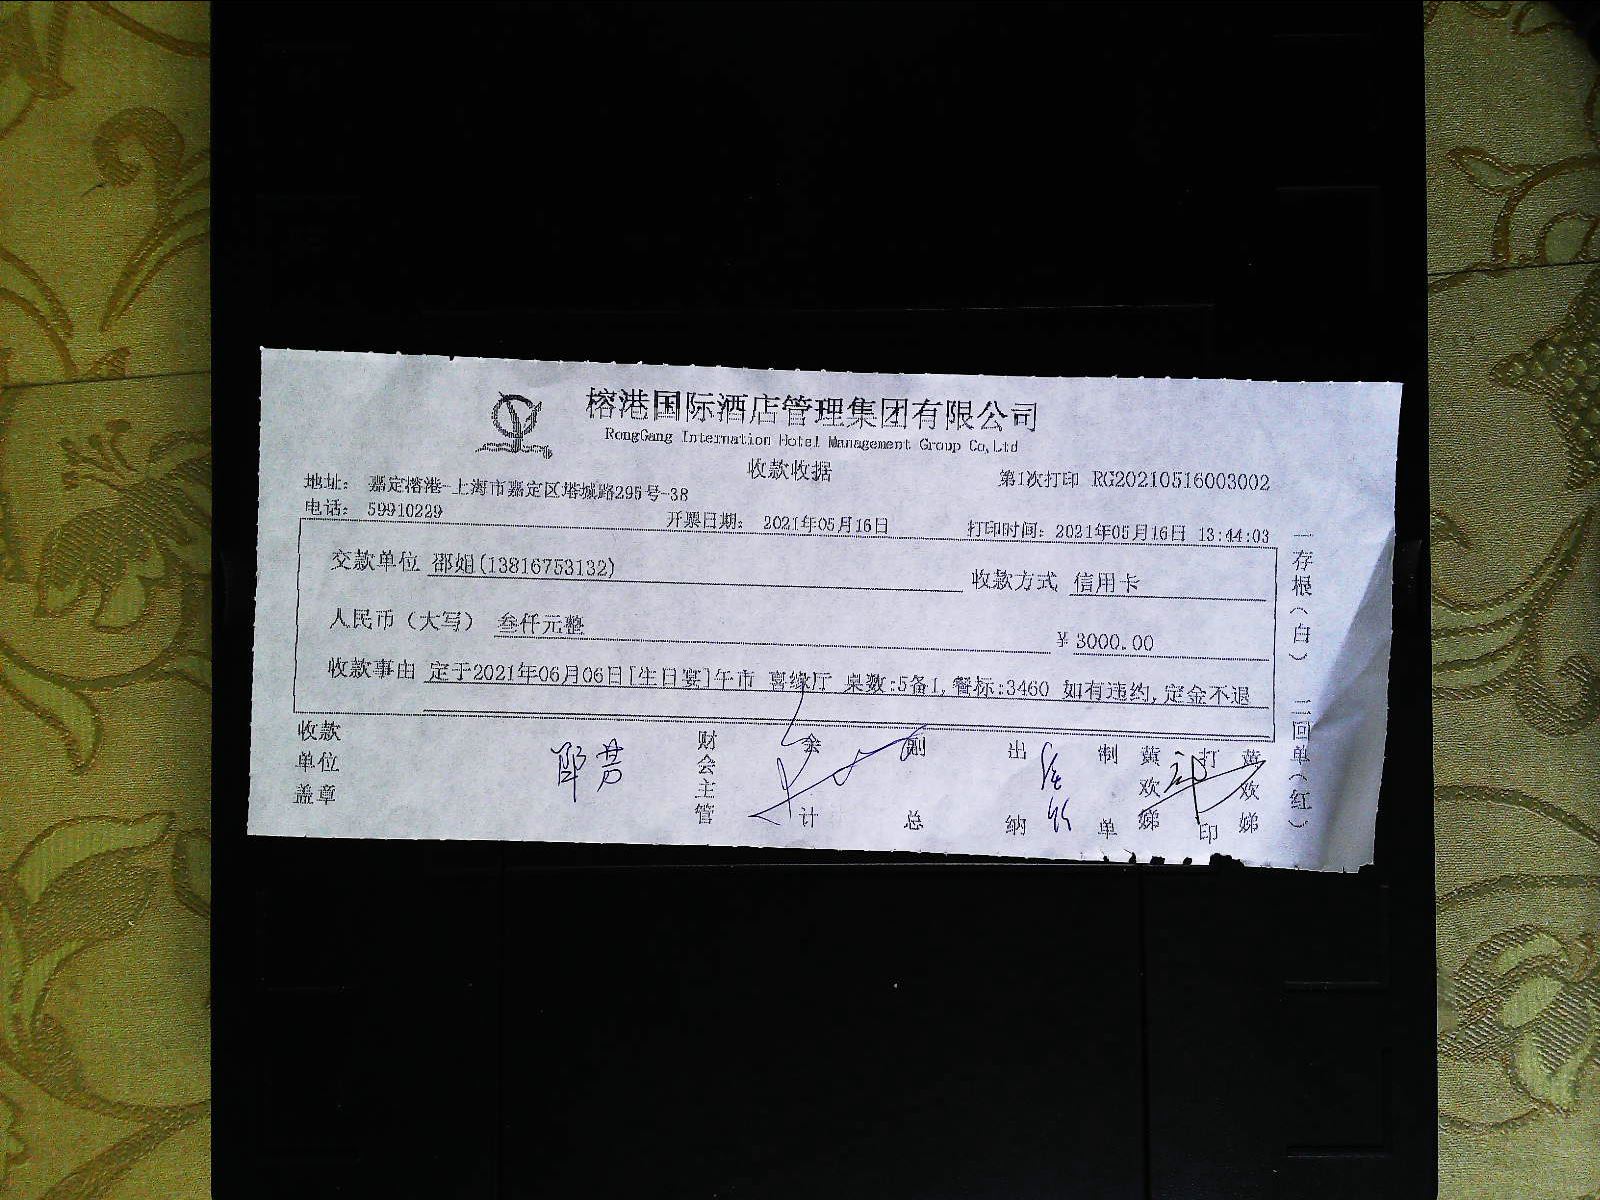 榕港国际酒店管理集团有限公司
RongGang Internation Hotel Management Group Co,Ltd
收款收据
第1次打印 RG20210516003002
地址： 嘉定榕港-上海市嘉定区塔城路295号-38
电话： 59910229
开票日期： 2021年05月16日
打印时间：2021年05月16日 13:44:03
交款单位 邵姐(13816753132)
收款方式 信用卡
人民币（大写） 叁仟元整
￥3000.00
收款事由 定于2021年06月06日[生日宴]午市 喜缘厅 桌数:5备1,餐标:3460 如有违约,定金不退
收款单位盖章
财会主管
会计
副总
出纳
制单
黄欢娣
打印
黄欢娣
一存根（白） 二回单（红）